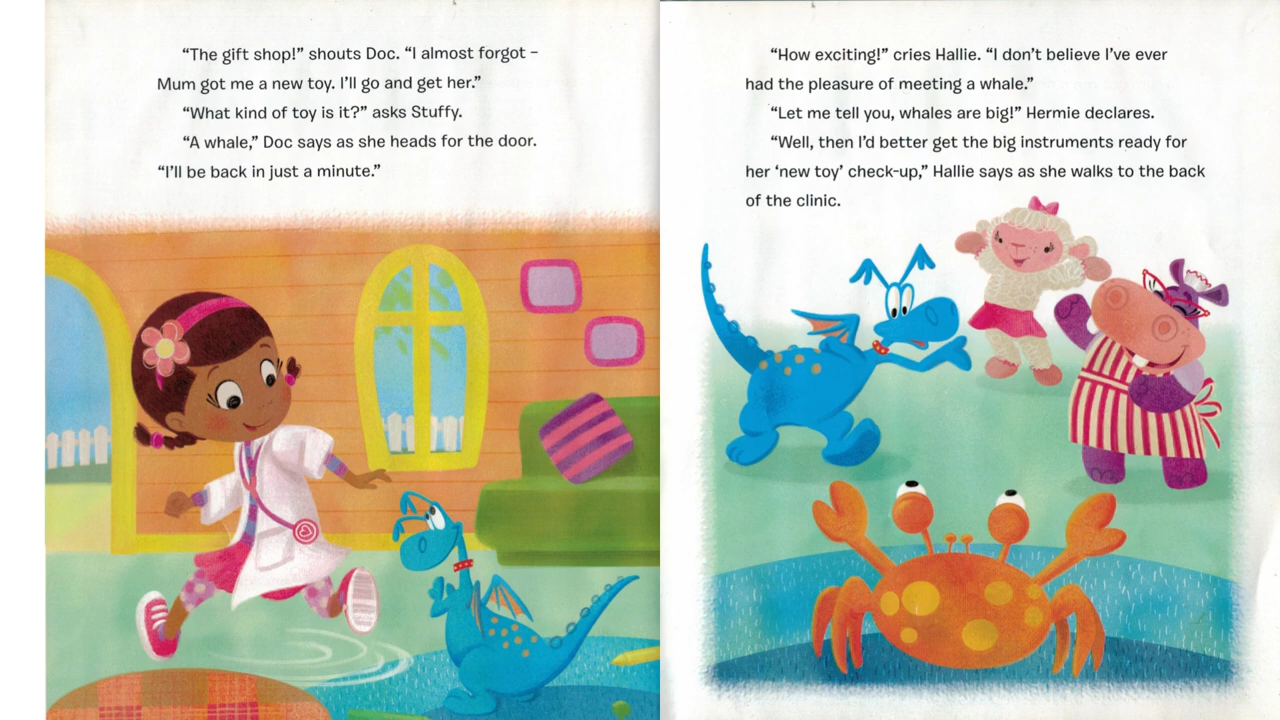 “The gift shop!” shouts Doc. “I almost forgot –
Mum got me a new toy. I’ll go and get her.”
“What kind of toy is it?” asks Stuffy.
“A whale,” Doc says as she heads for the door.
“I’ll be back in just a minute.”
“How exciting!” cries Hallie. “I don’t believe I’ve ever
had the pleasure of meeting a whale.”
“Let me tell you, whales are big!” Hermie declares.
“Well, then I’d better get the big instruments ready for
her ‘new toy’ check-up,” Hallie says as she walks to the back
of the clinic.